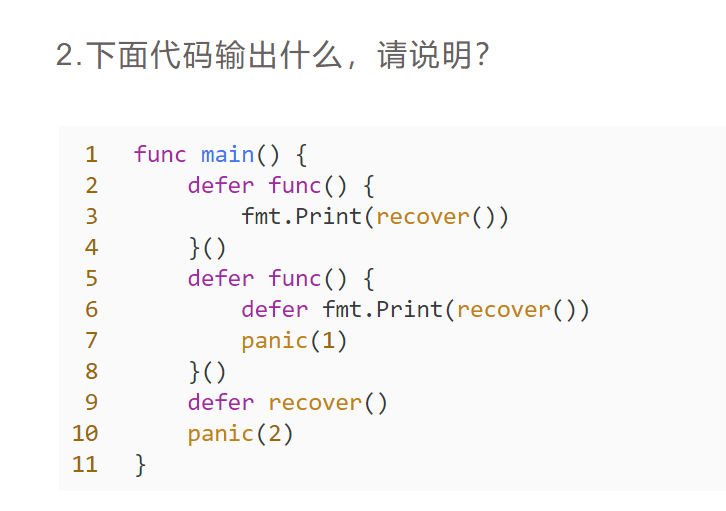 2.下面代码输出什么，请说明？
1 func main() {
2     defer func() {
3         fmt.Print(recover())
4     }()
5     defer func() {
6         defer fmt.Print(recover())
7         panic(1)
8     }()
9     defer recover()
10     panic(2)
11 }